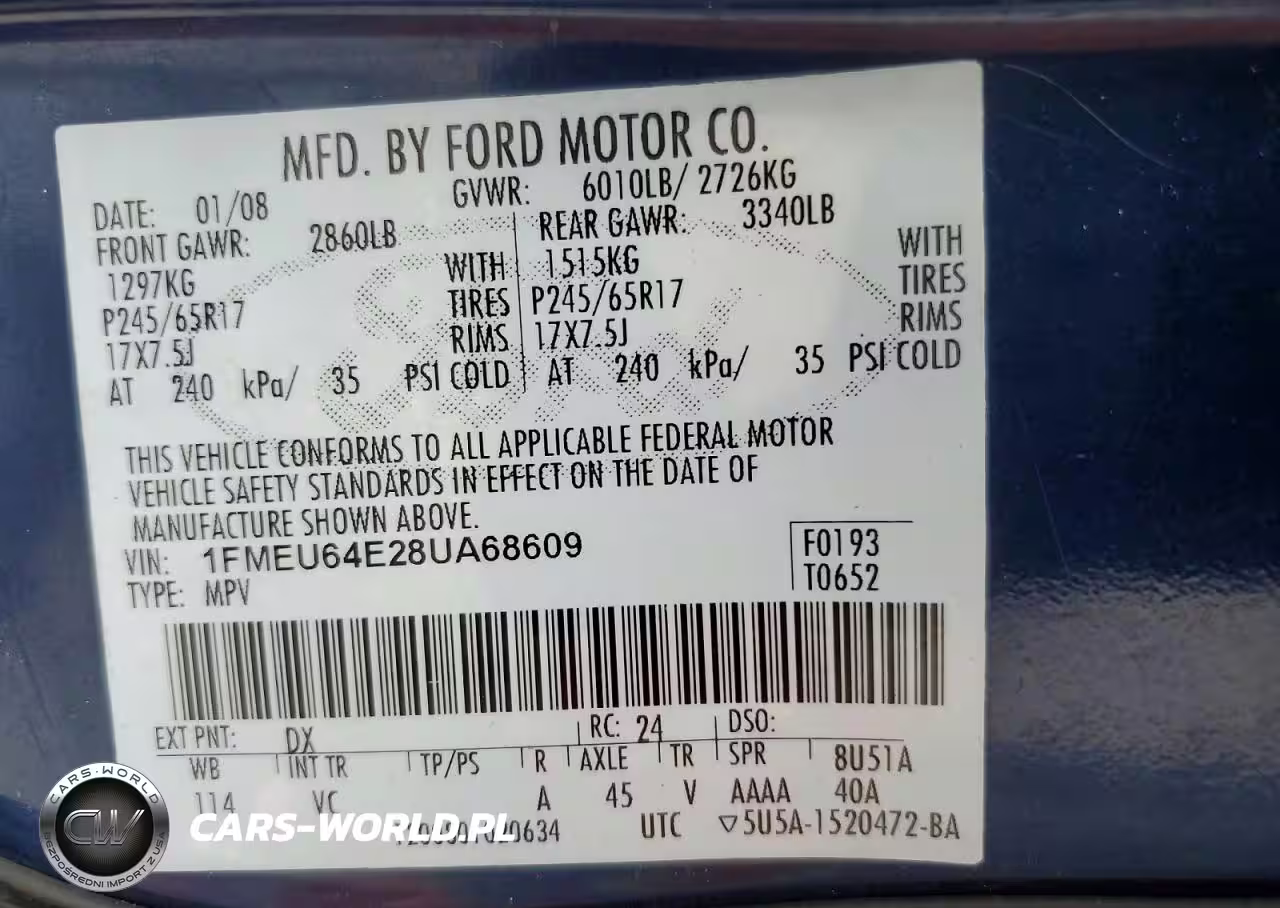 MFD. BY FORD MOTOR CO.
DATE: 01/08 GVWR: 6010LB/ 2726KG
FRONT GAWR: 2860LB REAR GAWR: 3340LB
1297KG WITH 1515KG WITH
P245/65R17 TIRES P245/65R17 TIRES
17X7.5J RIMS 17X7.5J RIMS
AT 240 kPa/ 35 PSI COLD AT 240 kPa/ 35 PSI COLD
THIS VEHICLE CONFORMS TO ALL APPLICABLE FEDERAL MOTOR
VEHICLE SAFETY STANDARDS IN EFFECT ON THE DATE OF
MANUFACTURE SHOWN ABOVE.
VIN: 1FMEU64E28UA68609 F0193
TYPE: MPV T0652
EXT PNT: DX RC: 24 DSO:
WB INT TR TP/PS R AXLE TR SPR 8U51A
114 VC A 45 V AAAA 40A
UTC ▽5U5A-1520472-BA
CARS-WORLD
CW
BEZPOŚREDNI IMPORT Z USA
CARS-WORLD.PL